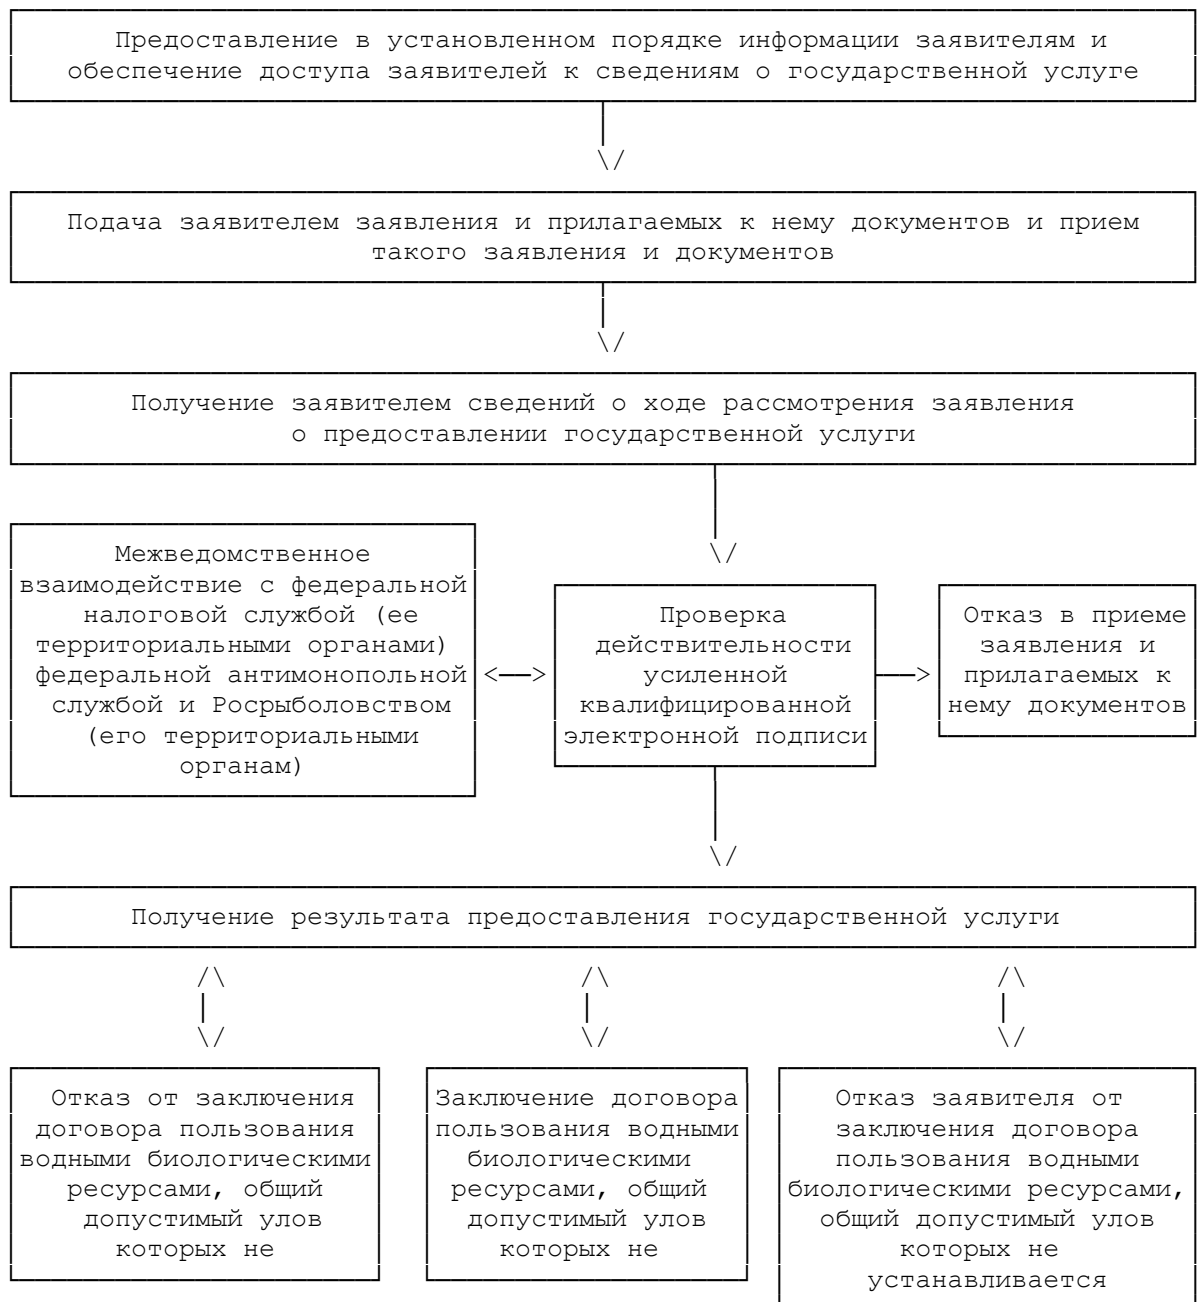 Предоставление в установленном порядке информации заявителям и
обеспечение доступа заявителей к сведениям о государственной услуге
Подача заявителем заявления и прилагаемых к нему документов и прием
такого заявления и документов
Получение заявителем сведений о ходе рассмотрения заявления
о предоставлении государственной услуги
Межведомственное
взаимодействие с федеральной
налоговой службой (ее
территориальными органами)
федеральной антимонопольной
службой и Росрыболовством
(его территориальными
органам)
Проверка
действительности
усиленной
квалифицированной
электронной подписи
Отказ в приеме
заявления и
прилагаемых к
нему документов
Получение результата предоставления государственной услуги
Отказ от заключения
договора пользования
водными биологическими
ресурсами, общий
допустимый улов
которых не
Заключение договора
пользования водными
биологическими
ресурсами, общий
допустимый улов
которых не
Отказ заявителя от
заключения договора
пользования водными
биологическими ресурсами,
общий допустимый улов
которых не
устанавливается